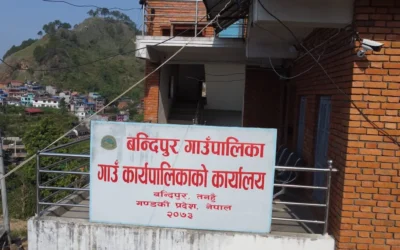 बन्दिपुर गाउँपालिका
गाउँ कार्यपालिकाको कार्यालय
बन्दिपुर, तनहुँ
गण्डकी प्रदेश, नेपाल
२०७३